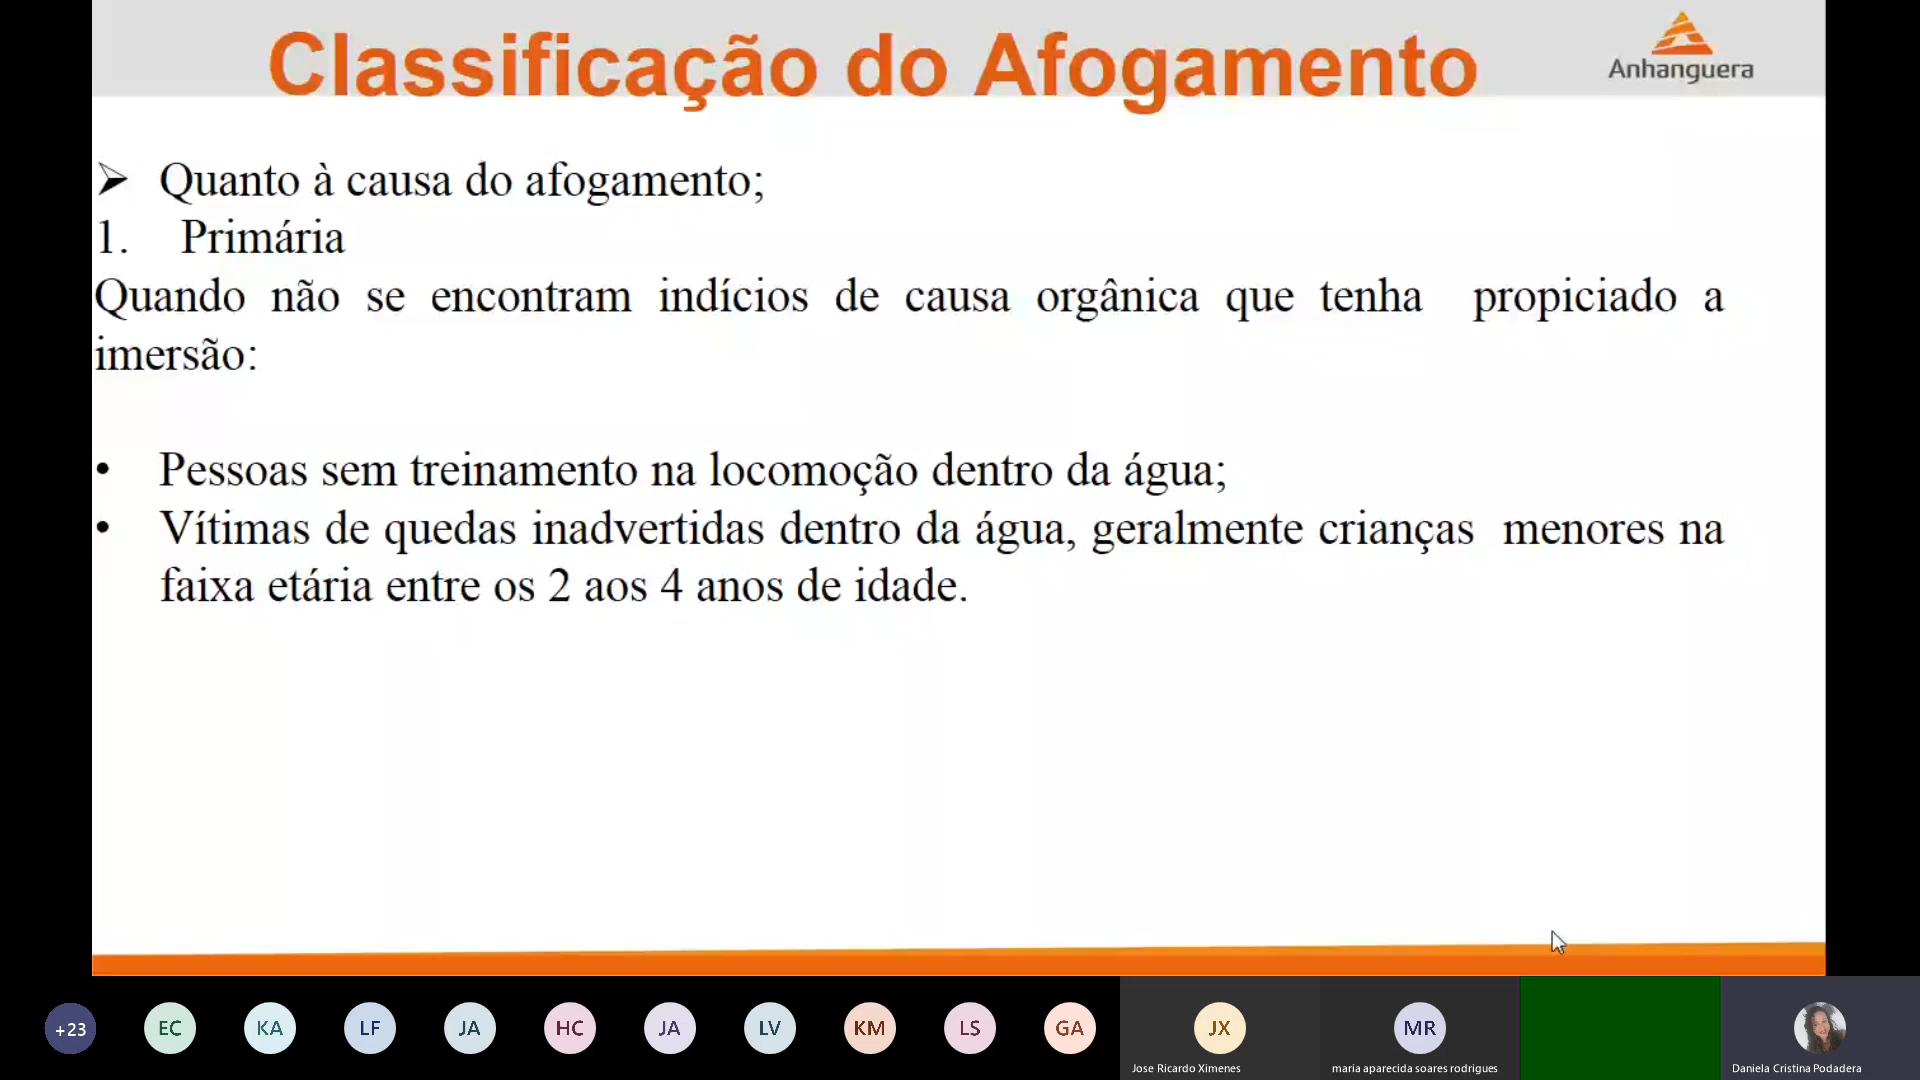 Classificação do Afogamento
Anhanguera
➢ Quanto à causa do afogamento;
1. Primária
Quando não se encontram indícios de causa orgânica que tenha propiciado a
imersão:
• Pessoas sem treinamento na locomoção dentro da água;
• Vítimas de quedas inadvertidas dentro da água, geralmente crianças menores na
faixa etária entre os 2 aos 4 anos de idade.
+23 EC KA LF JA HC JA LV KM LS GA JX MR
Jose Ricardo Ximenes maria aparecida soares rodrigues Daniela Cristina Podadera